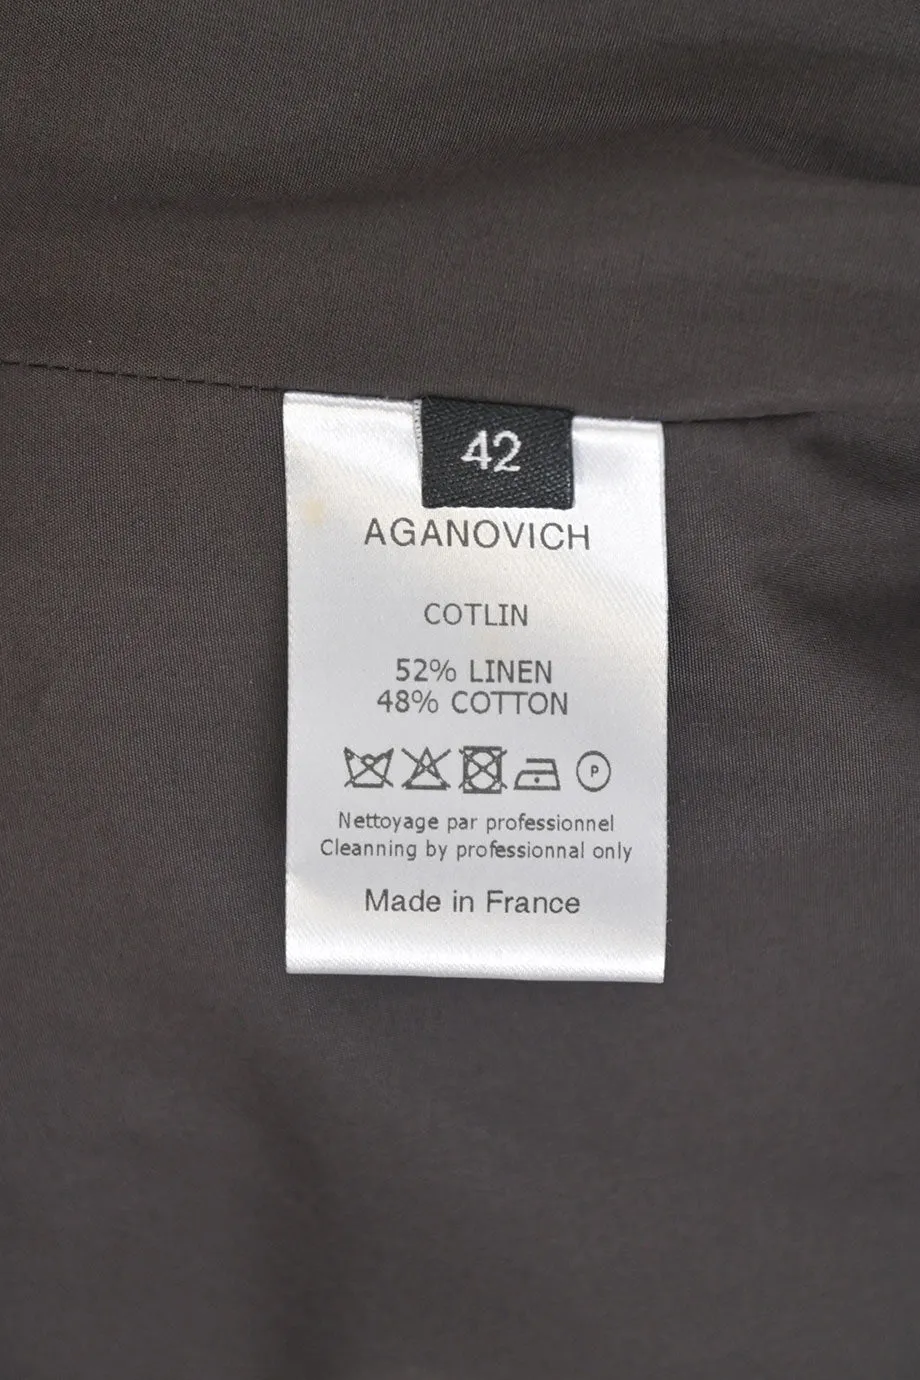 42
AGANOVICH
COTLIN
52% LINEN
48% COTTON
P
Nettoyage par professionnel
Cleanning by professionnal only
Made in France